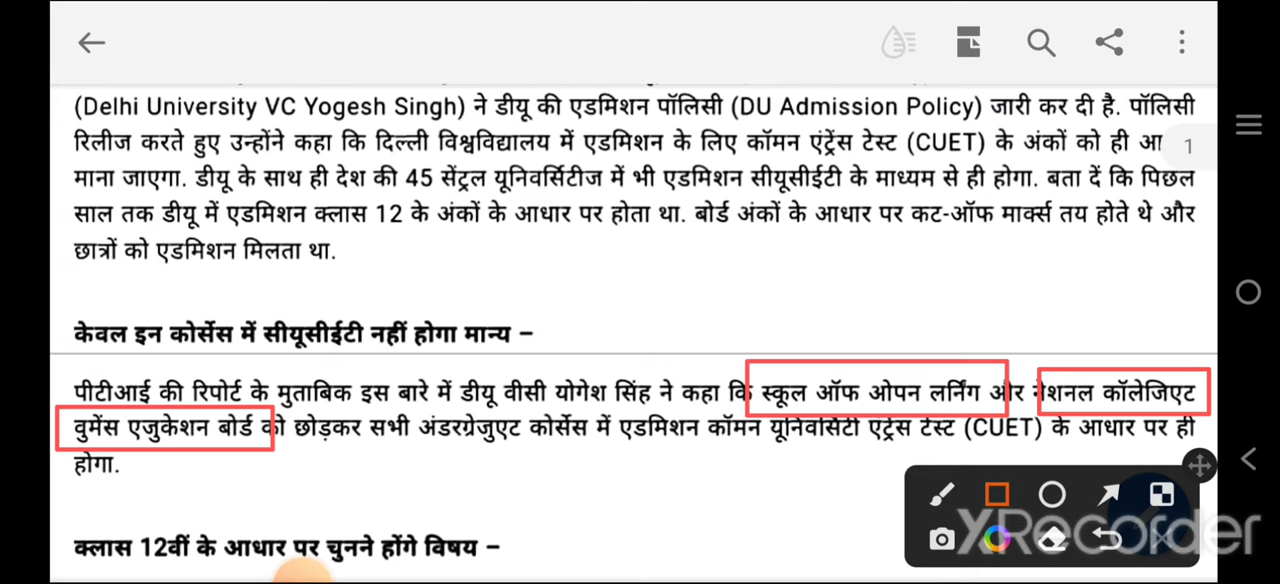 (Delhi University VC Yogesh Singh) ने डीयू की एडमिशन पॉलिसी (DU Admission Policy) जारी कर दी है. पॉलिसी
रिलीज करते हुए उन्होंने कहा कि दिल्ली विश्वविद्यालय में एडमिशन के लिए कॉमन एंट्रेंस टेस्ट (CUET) के अंकों को ही 1
माना जाएगा. डीयू के साथ ही देश की 45 सेंट्रल यूनिवर्सिटीज में भी एडमिशन सीयूसीईटी के माध्यम से ही होगा. बता दें कि पिछल
साल तक डीयू में एडमिशन क्लास 12 के अंकों के आधार पर होता था. बोर्ड अंकों के आधार पर कट-ऑफ मार्क्स तय होते थे और
छात्रों को एडमिशन मिलता था.
केवल इन कोर्सेस में सीयूसीईटी नहीं होगा मान्य –
पीटीआई की रिपोर्ट के मुताबिक इस बारे में डीयू वीसी योगेश सिंह ने कहा कि स्कूल ऑफ ओपन लर्निंग और नेशनल कॉलेजिएट
वुमेंस एजुकेशन बोर्ड को छोड़कर सभी अंडरग्रेजुएट कोर्सेस में एडमिशन कॉमन यूनिवर्सिटी एंट्रेंस टेस्ट (CUET) के आधार पर ही
होगा.
XRecorder
क्लास 12वीं के आधार पर चुनने होंगे विषय –